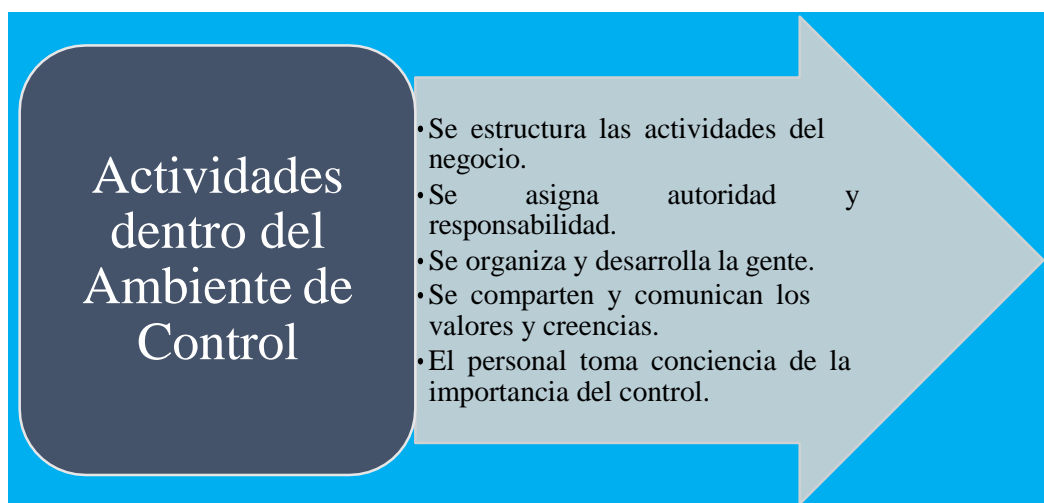 Actividades
dentro del
Ambiente de
Control
•Se estructura las actividades del
negocio.
•Se asigna autoridad y
responsabilidad.
•Se organiza y desarrolla la gente.
•Se comparten y comunican los
valores y creencias.
•El personal toma conciencia de la
importancia del control.